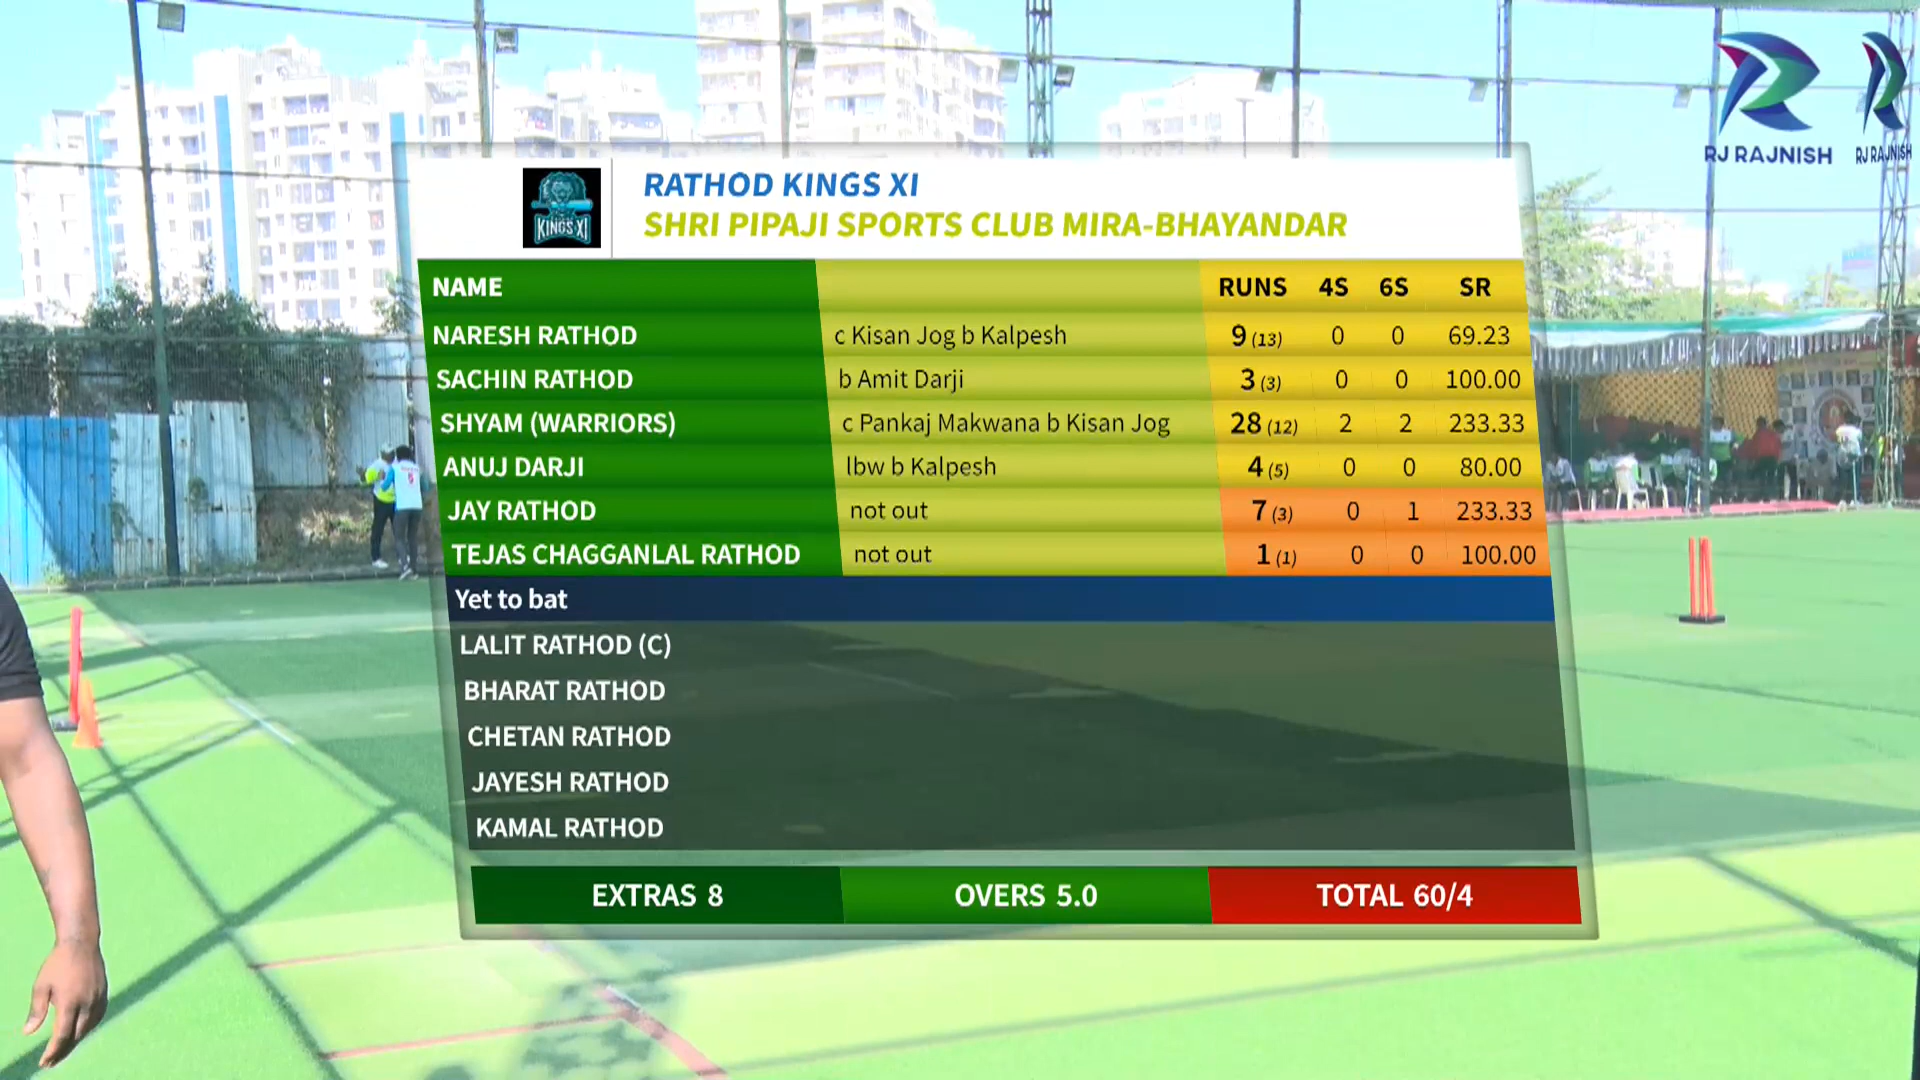 RJ RAJNISH RJ RAJNISH
KINGS XI
RATHOD KINGS XI
SHRI PIPAJI SPORTS CLUB MIRA-BHAYANDAR
NAME RUNS 4S 6S SR
NARESH RATHOD c Kisan Jog b Kalpesh 9 (13) 0 0 69.23
SACHIN RATHOD b Amit Darji 3 (3) 0 0 100.00
SHYAM (WARRIORS) c Pankaj Makwana b Kisan Jog 28 (12) 2 2 233.33
ANUJ DARJI lbw b Kalpesh 4 (5) 0 0 80.00
JAY RATHOD not out 7 (3) 0 1 233.33
TEJAS CHAGGANLAL RATHOD not out 1 (1) 0 0 100.00
Yet to bat
LALIT RATHOD (C)
BHARAT RATHOD
CHETAN RATHOD
JAYESH RATHOD
KAMAL RATHOD
EXTRAS 8 OVERS 5.0 TOTAL 60/4